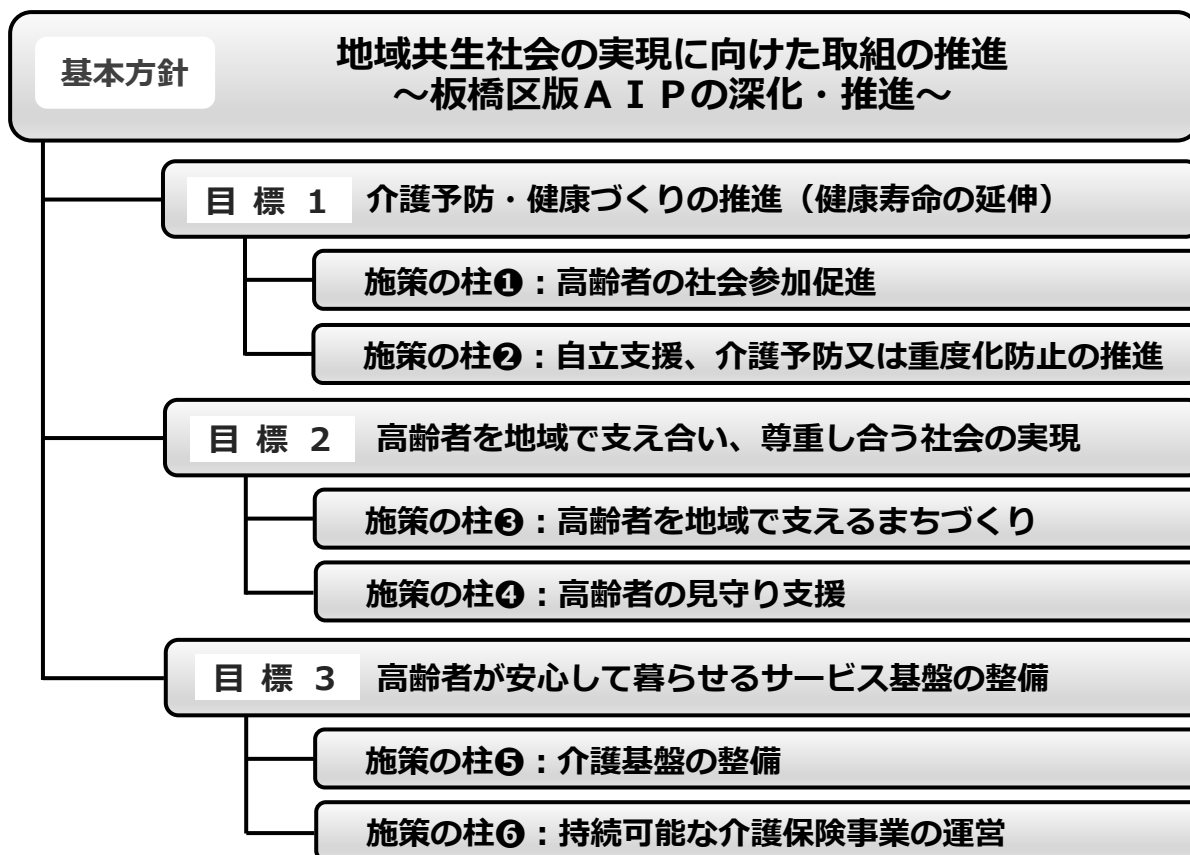 基本方針
地域共生社会の実現に向けた取組の推進
~板橋区版ＡＩＰの深化・推進~
目 標 1 介護予防・健康づくりの推進（健康寿命の延伸）
施策の柱❶：高齢者の社会参加促進
施策の柱❷：自立支援、介護予防又は重度化防止の推進
目 標 2 高齢者を地域で支え合い、尊重し合う社会の実現
施策の柱❸：高齢者を地域で支えるまちづくり
施策の柱❹：高齢者の見守り支援
目 標 3 高齢者が安心して暮らせるサービス基盤の整備
施策の柱❺：介護基盤の整備
施策の柱❻：持続可能な介護保険事業の運営